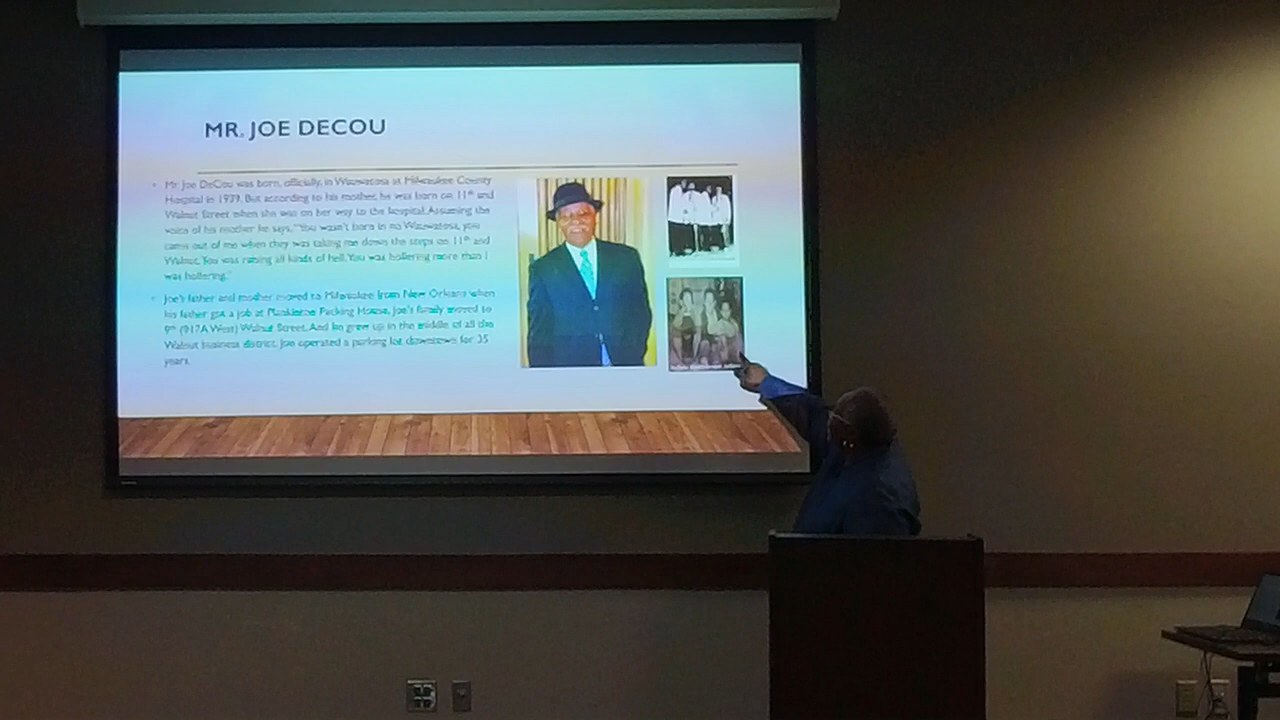 MR. JOE DECOU
• Mr. Joe DeCou was born, officially, in Wauwatosa at Milwaukee County
Hospital in 1939. But according to his mother, he was born on 11th and
Walnut Street when she was on her way to the hospital. Assuming the
voice of his mother he says, "You wasn't born in no Wauwatosa, you
came out of me when they was taking me down the steps on 11th and
Walnut. You was raising all kinds of hell. You was hollering more than I
was hollering."
• Joe's father and mother moved to Milwaukee from New Orleans when
his father got a job at Packing House. Joe's family moved to
9th (917A West) Walnut Street. And he grew up in the middle of all the
Walnut business district. Joe operated a parking lot downtown for 35
years.